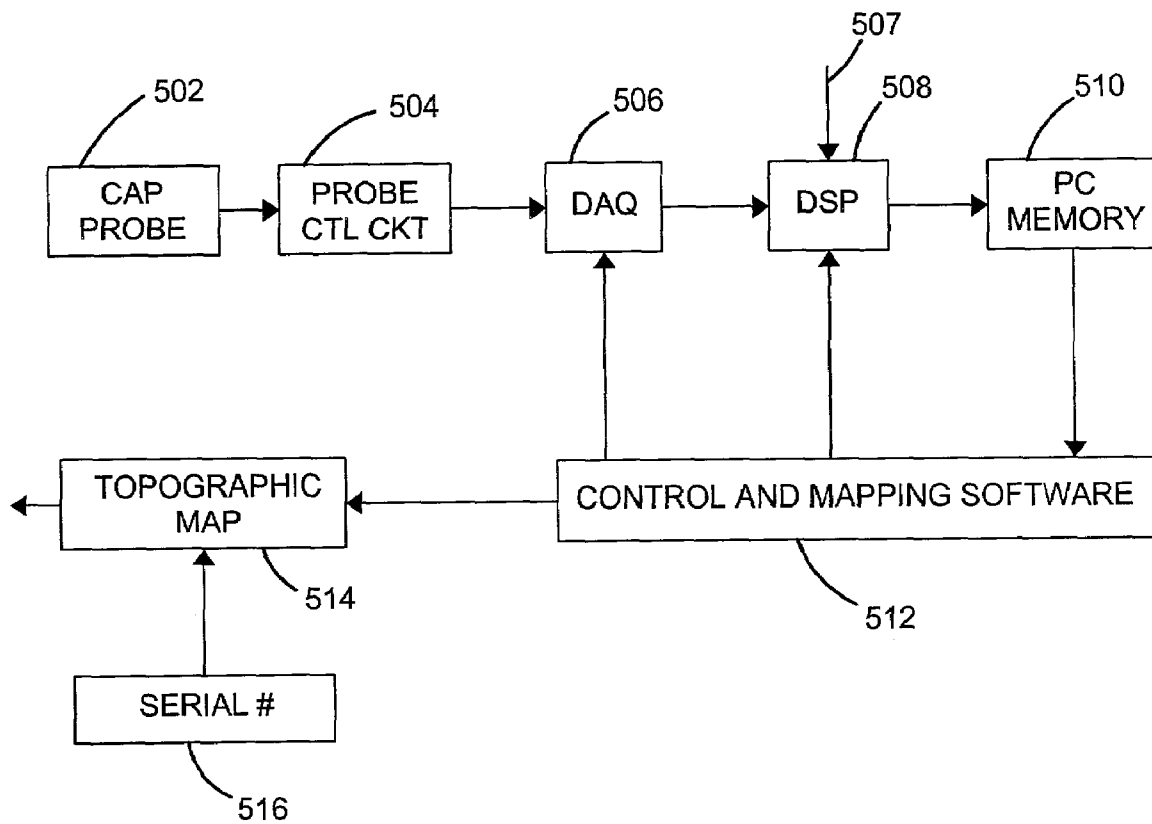 507
502
504
506
508
510
CAP
PROBE
PROBE
CTL CKT
DAQ
DSP
PC
MEMORY
TOPOGRAPHIC
MAP
CONTROL AND MAPPING SOFTWARE
514
512
SERIAL #
516